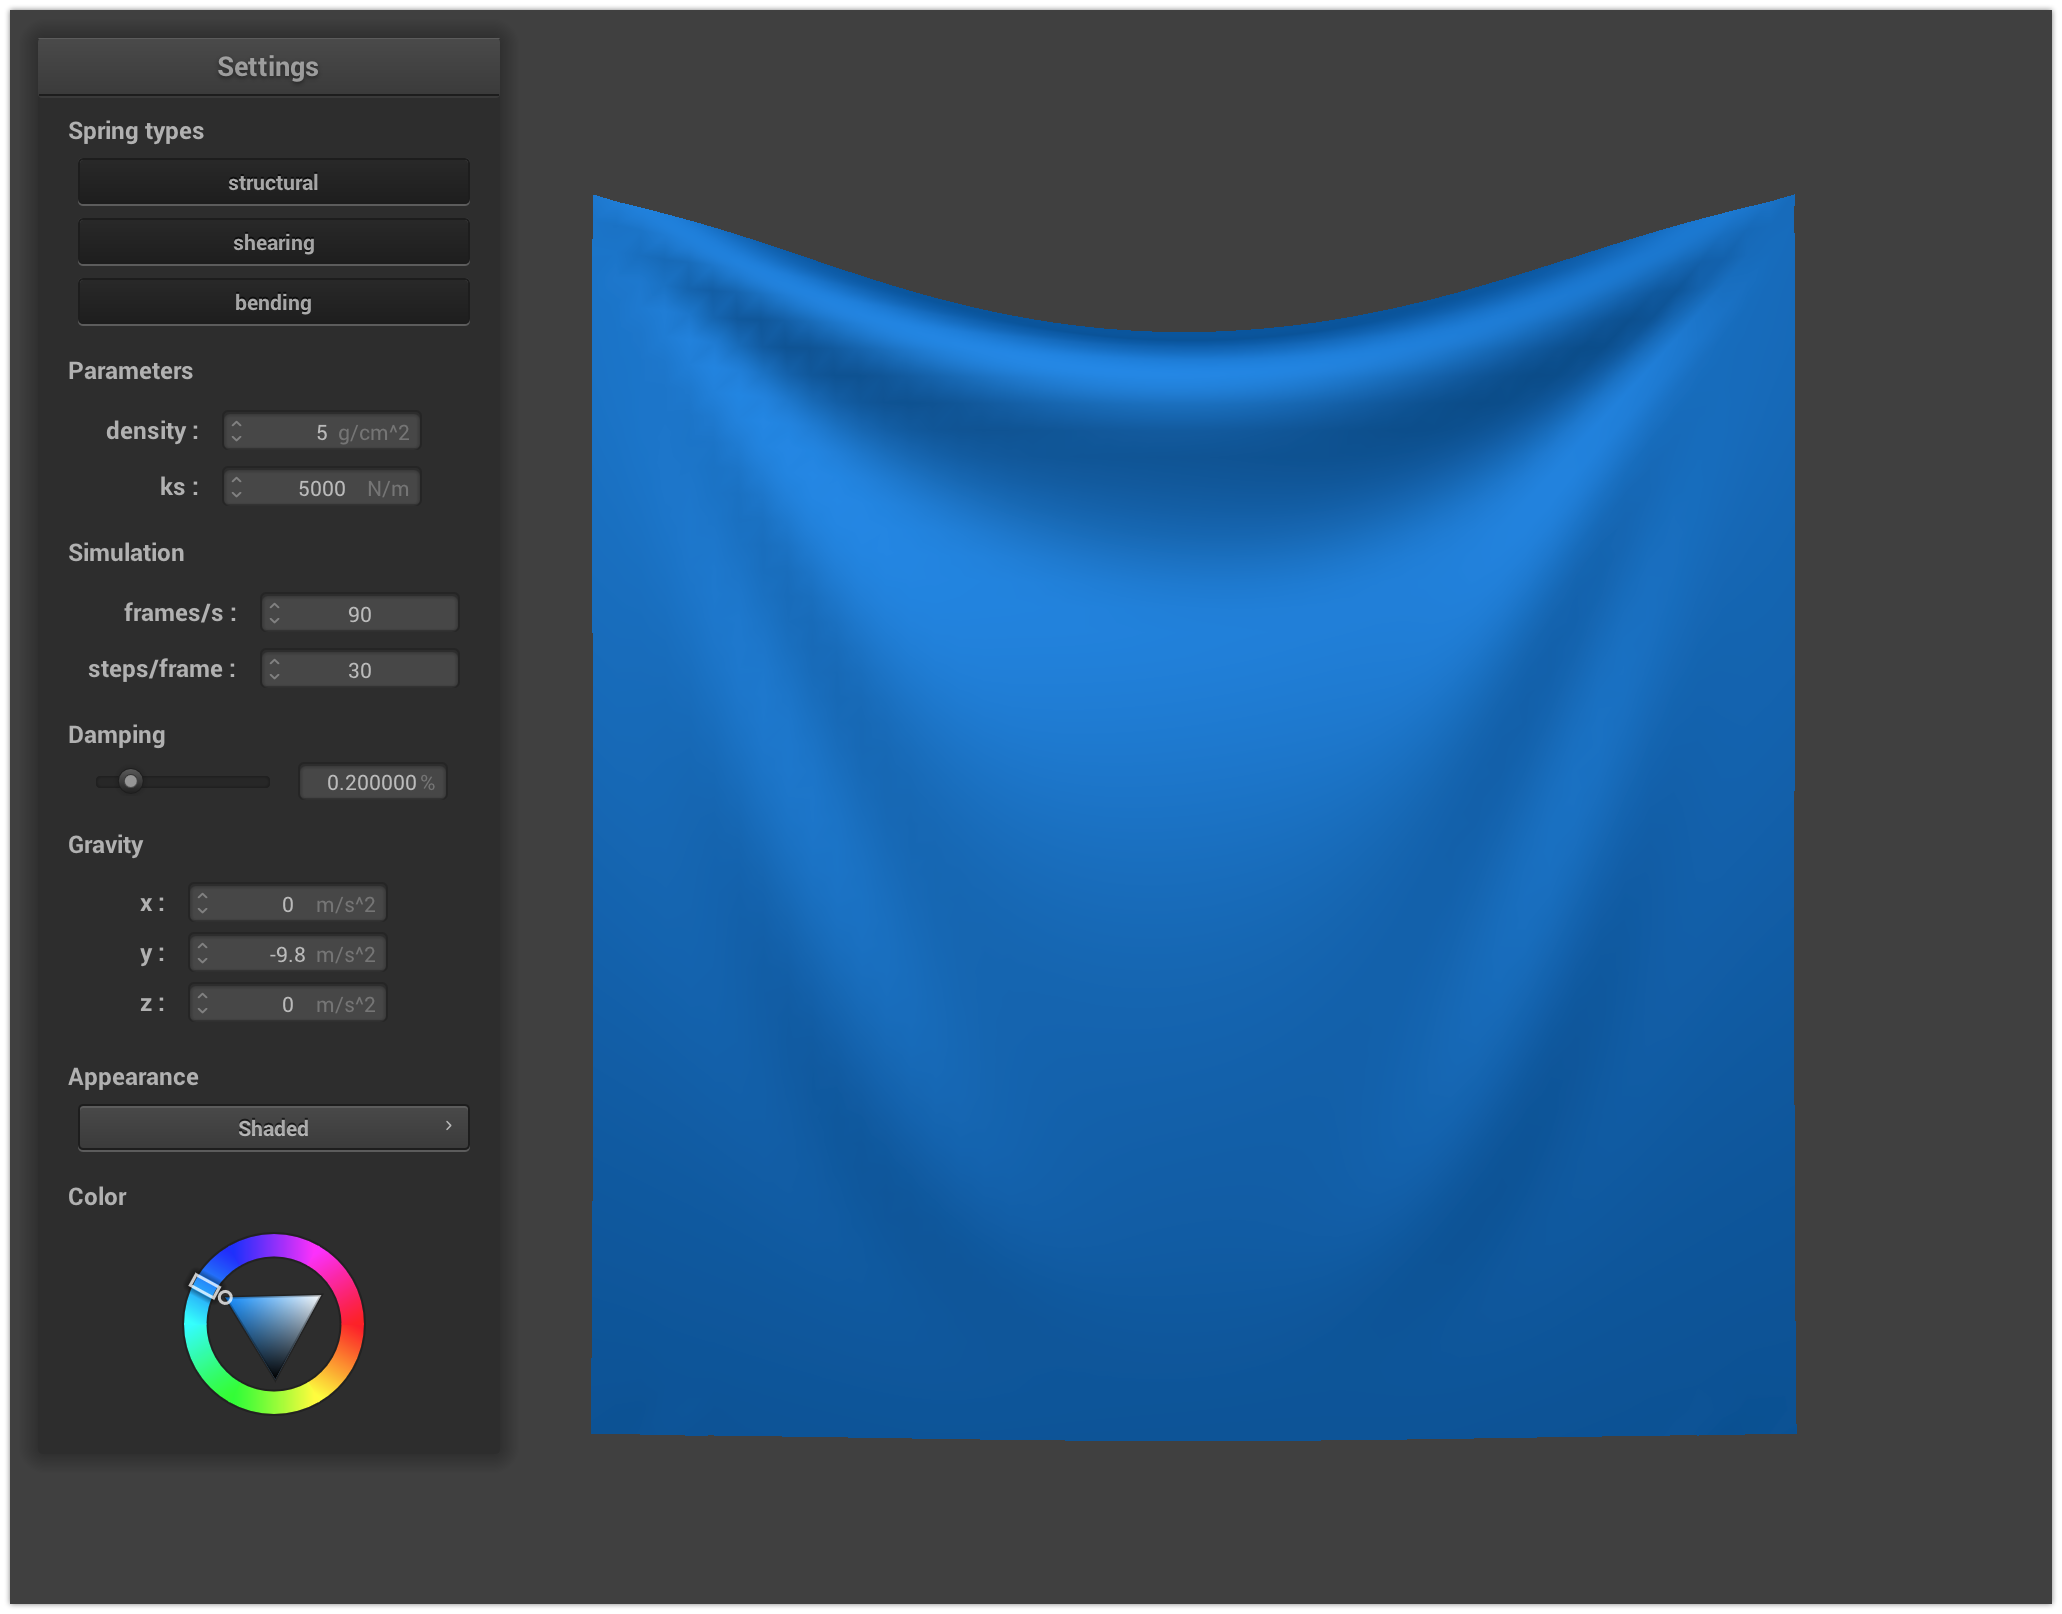 Settings
Spring types
structural
shearing
bending
Parameters
density : 5 g/cm^2
ks : 5000 N/m
Simulation
frames/s : 90
steps/frame : 30
Damping
0.200000 %
Gravity
x : 0 m/s^2
y : -9.8 m/s^2
z : 0 m/s^2
Appearance
Shaded
Color